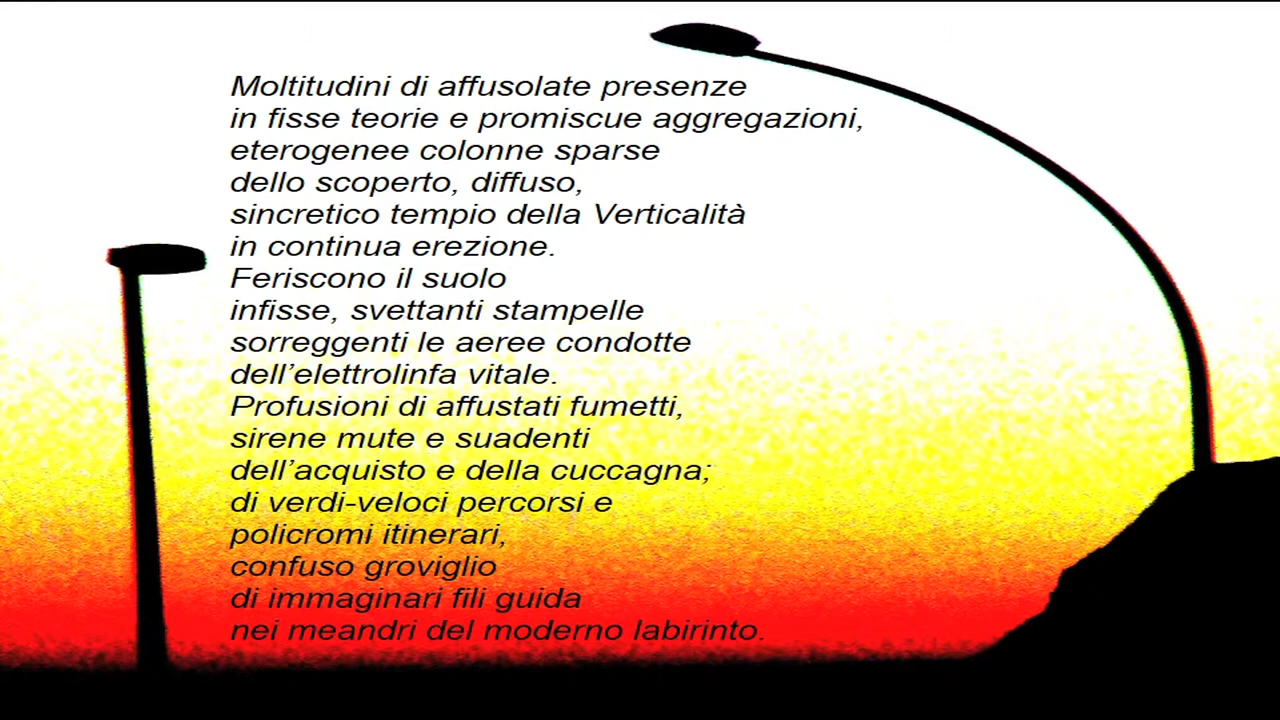 Moltitudini di affusolate presenze
in fisse teorie e promiscue aggregazioni,
eterogenee colonne sparse
dello scoperto, diffuso,
sincretico tempio della Verticalità
in continua erezione.
Feriscono il suolo
infisse, svettanti stampelle
sorreggenti le aeree condotte
dell’elettrolinfa vitale.
Profusioni di affustati fumetti,
sirene mute e suadenti
dell’acquisto e della cuccagna;
di verdi-veloci percorsi e
policromi itinerari,
confuso groviglio
di immaginari fili guida
nei meandri del moderno labirinto.